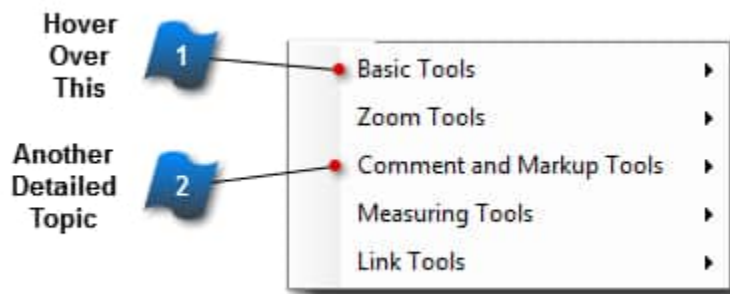 Hover
Over
This
1
Basic Tools
Zoom Tools
Another
Detailed
Topic
2
Comment and Markup Tools
Measuring Tools
Link Tools